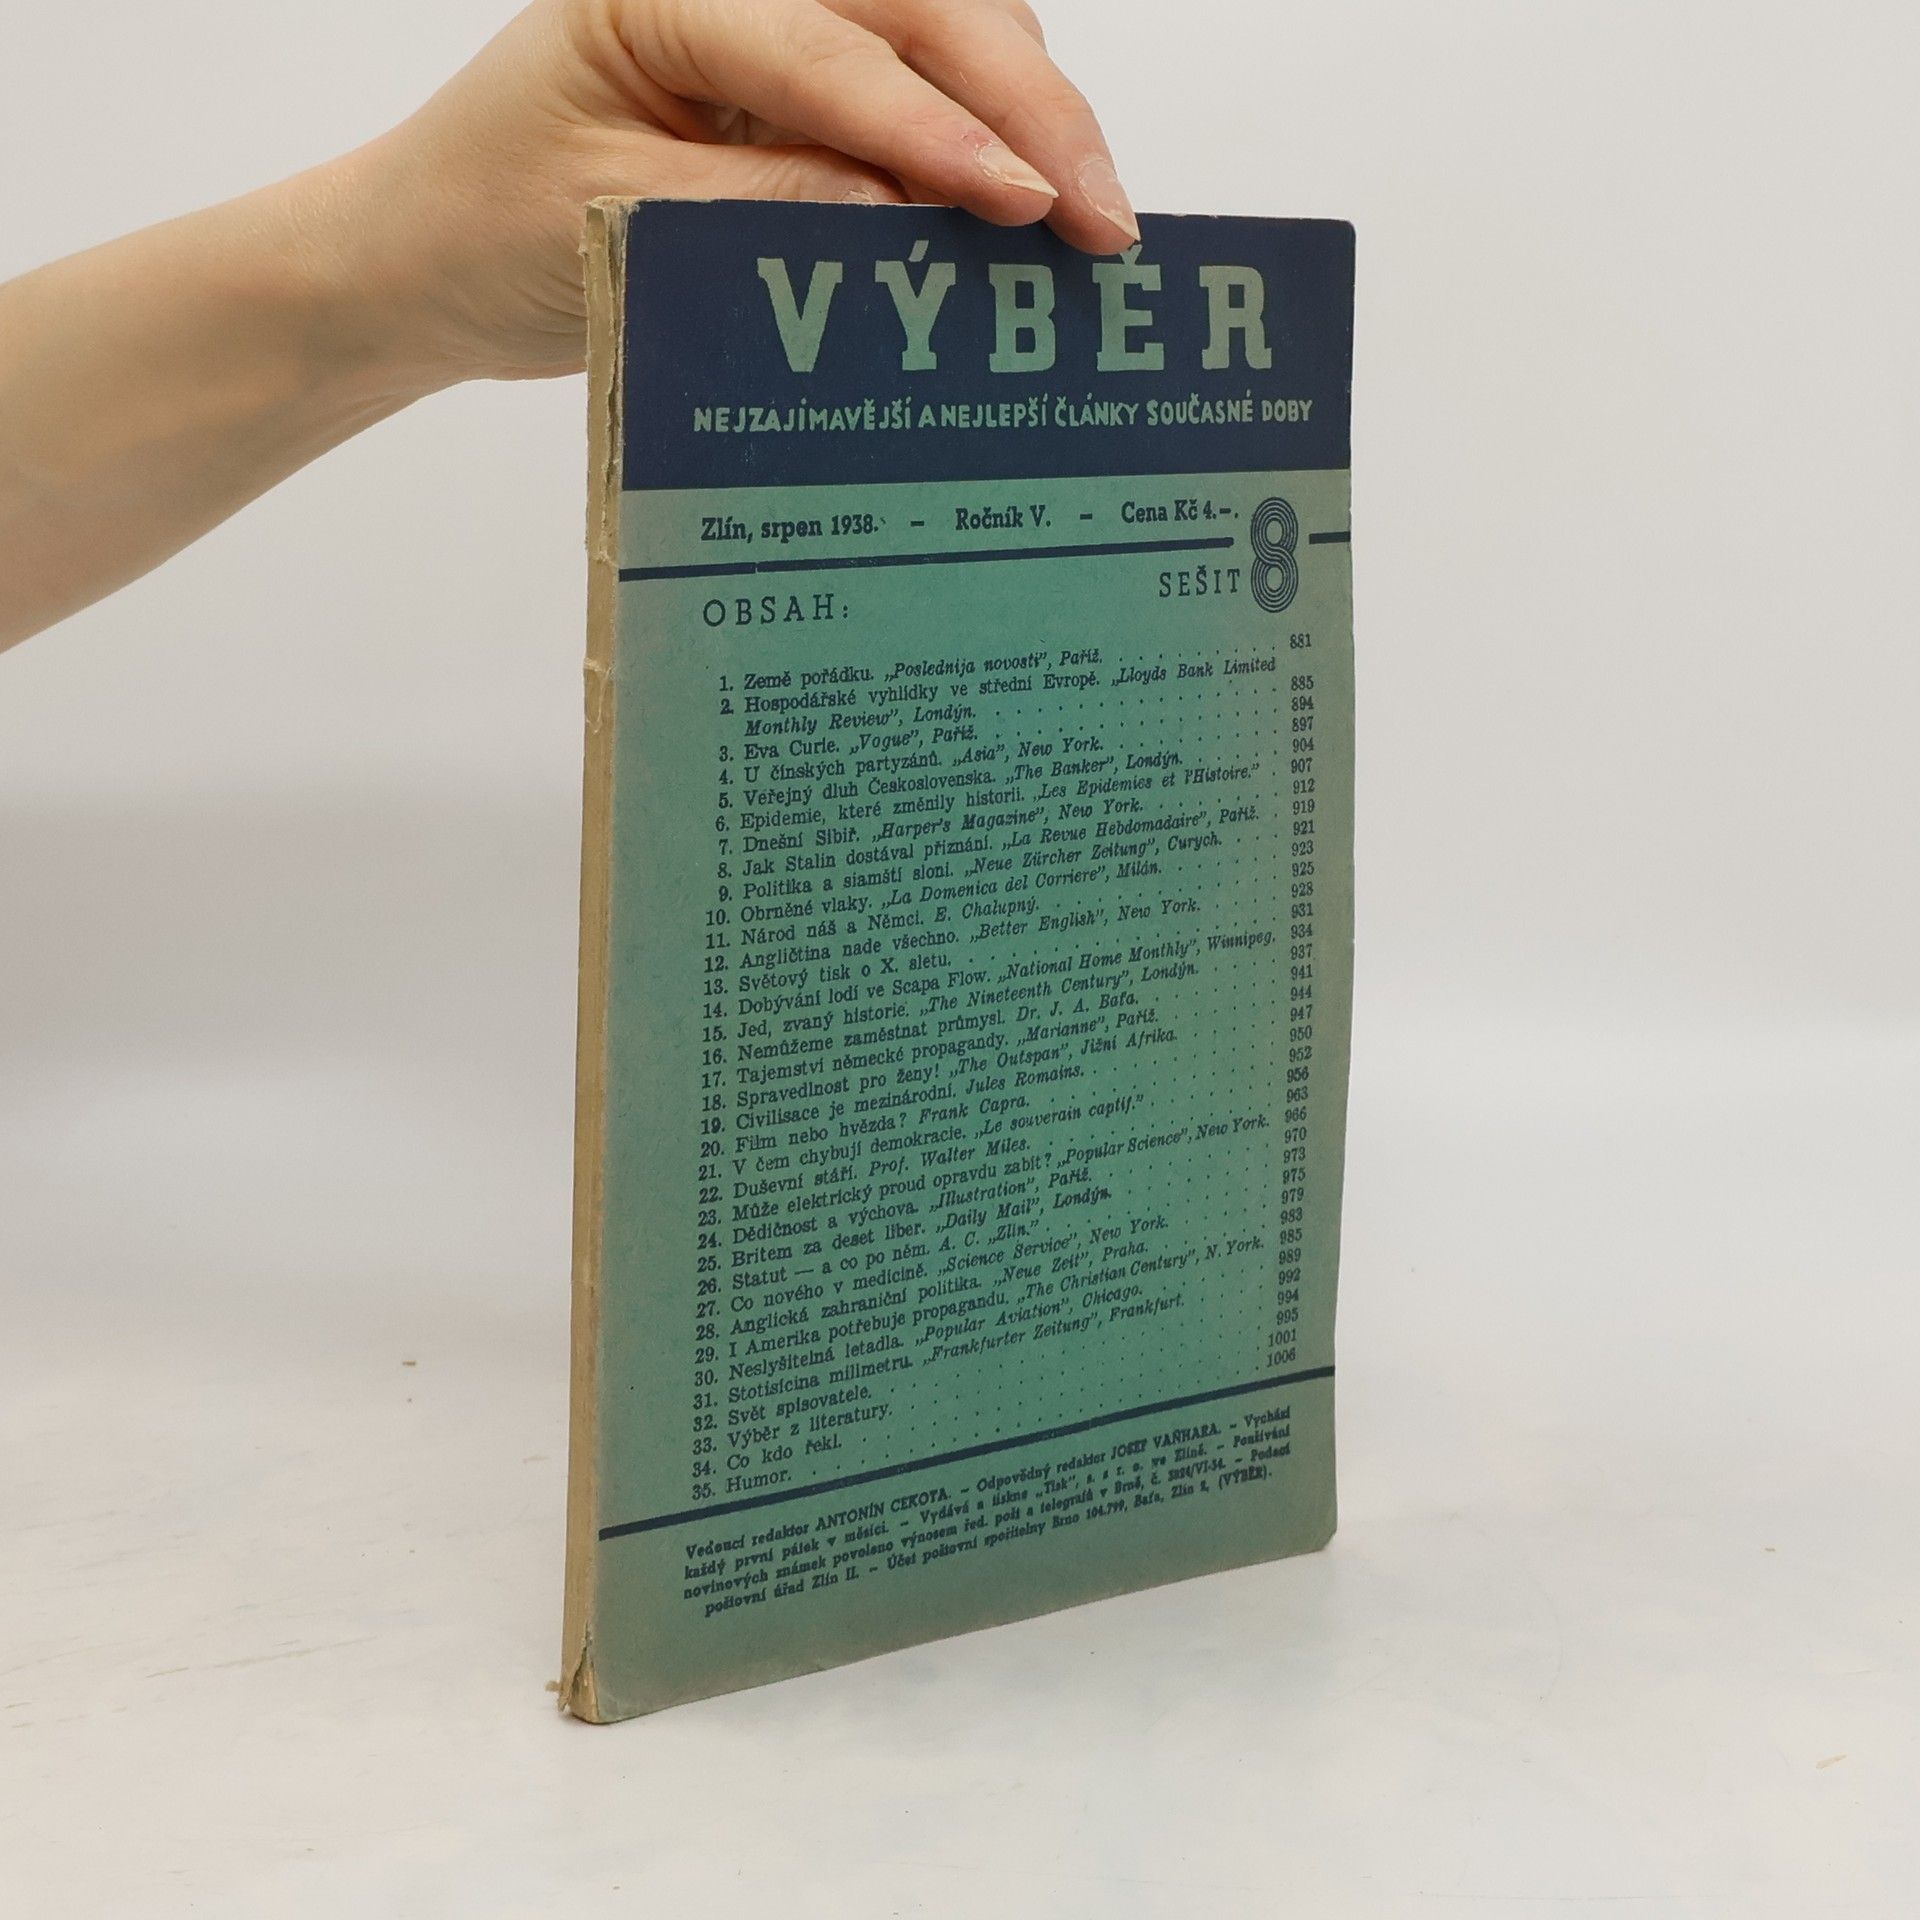 VÝBĚR
NEJZAJÍMAVĚJŠÍ A NEJLEPŠÍ ČLÁNKY SOUČASNÉ DOBY
Zlín, srpen 1938. – Ročník V. – Cena Kč 4.–.
SEŠIT 8
OBSAH:
1. Země pořádku. „Poslednija novosti”, Paříž. 881
2. Hospodářské vyhlídky ve střední Evropě. „Lloyds Bank Limited
Monthly Review”, Londýn. 885
3. Eva Curie. „Vogue”, Paříž. 894
4. U čínských partyzánů. „Asia”, New York. 897
5. Veřejný dluh Československa. „The Banker”, Londýn. 904
6. Epidemie, které změnily historii. „Les Epidemies et l'Histoire.” 907
7. Dnešní Sibiř. „Harper's Magazine”, New York. 912
8. Jak Stalin dostával přiznání. „La Revue Hebdomadaire”, Paříž. 919
9. Politika a siamští sloni. „Neue Zürcher Zeitung”, Curych. 921
10. Obrněné vlaky. „La Domenica del Corriere”, Milán. 923
11. Národ náš a Němci. E. Chalupný. 925
12. Angličtina nade všechno. „Better English”, New York. 928
13. Světový tisk o X. sletu. 931
14. Dobývání lodí ve Scapa Flow. „National Home Monthly”, Winnipeg. 934
15. Jed, zvaný historie. „The Nineteenth Century”, Londýn. 937
16. Nemůžeme zaměstnat průmysl. Dr. J. A. Baťa. 941
17. Tajemství německé propagandy. „Marianne”, Paříž. 944
18. Spravedlnost pro ženy! „The Outspan”, Jižní Afrika. 947
19. Civilisace je mezinárodní. Jules Romains. 950
20. Film nebo hvězda? Frank Capra. 952
21. V čem chybují demokracie. „Le souverain captif.” 956
22. Duševní stáří. Prof. Walter Miles. 963
23. Může elektrický proud opravdu zabít? „Popular Science”, New York. 966
24. Dědičnost a výchova. „Illustration”, Paříž. 970
25. Britem za deset liber. „Daily Mail”, Londýn. 973
26. Statut — a co po něm. A. C. „Zlín.” 975
27. Co nového v medicině. „Science Service”, New York. 979
28. Anglická zahraniční politika. „Neue Zeit”, Praha. 983
29. I Amerika potřebuje propagandu. „The Christian Century”, N. York. 985
30. Neslyšitelná letadla. „Popular Aviation”, Chicago. 989
31. Stotisícina milimetru. „Frankfurter Zeitung”, Frankfurt. 992
32. Svět spisovatele. 994
33. Výběr z literatury. 995
34. Co kdo řekl. 1001
35. Humor. 1006
Vedoucí redaktor ANTONÍN CEKOTA. – Odpovědný redaktor JOSEF VAŇHARA. – Vychází
každý první pátek v měsíci. – Vydává a tiskne „Tisk”, s. s r. o. ve Zlíně. – Používání
novinových známek povoleno výnosem řed. pošt a telegrafů v Brně, č. /VI-34. – Podací
poštovní úřad Zlín II. – Účet poštovní spořitelny Brno 104.799, Baťa, Zlín 2, (VÝBĚR).